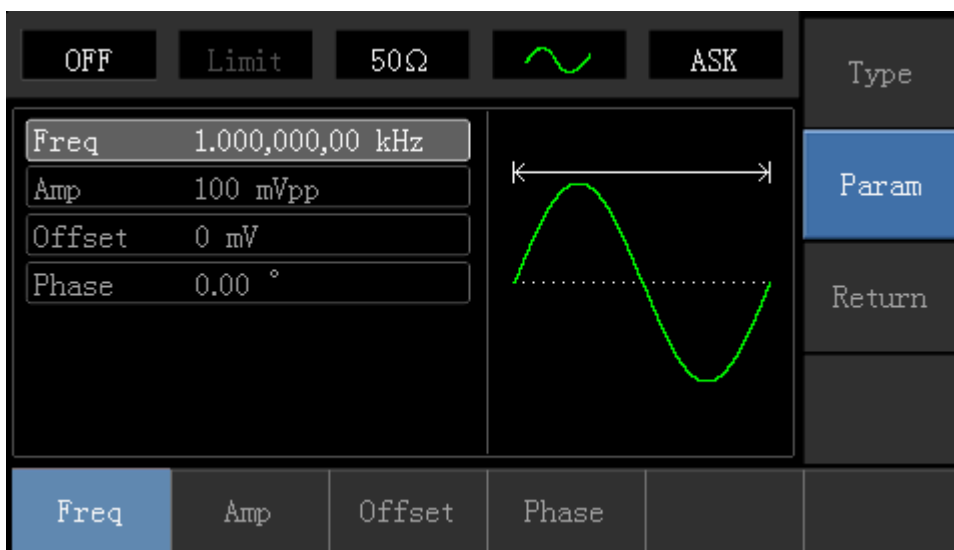 OFF Limit 50Ω ASK
Type
Freq 1.000,000,00 kHz
Amp 100 mVpp
Offset 0 mV
Phase 0.00 °
Param
Return
Freq Amp Offset Phase